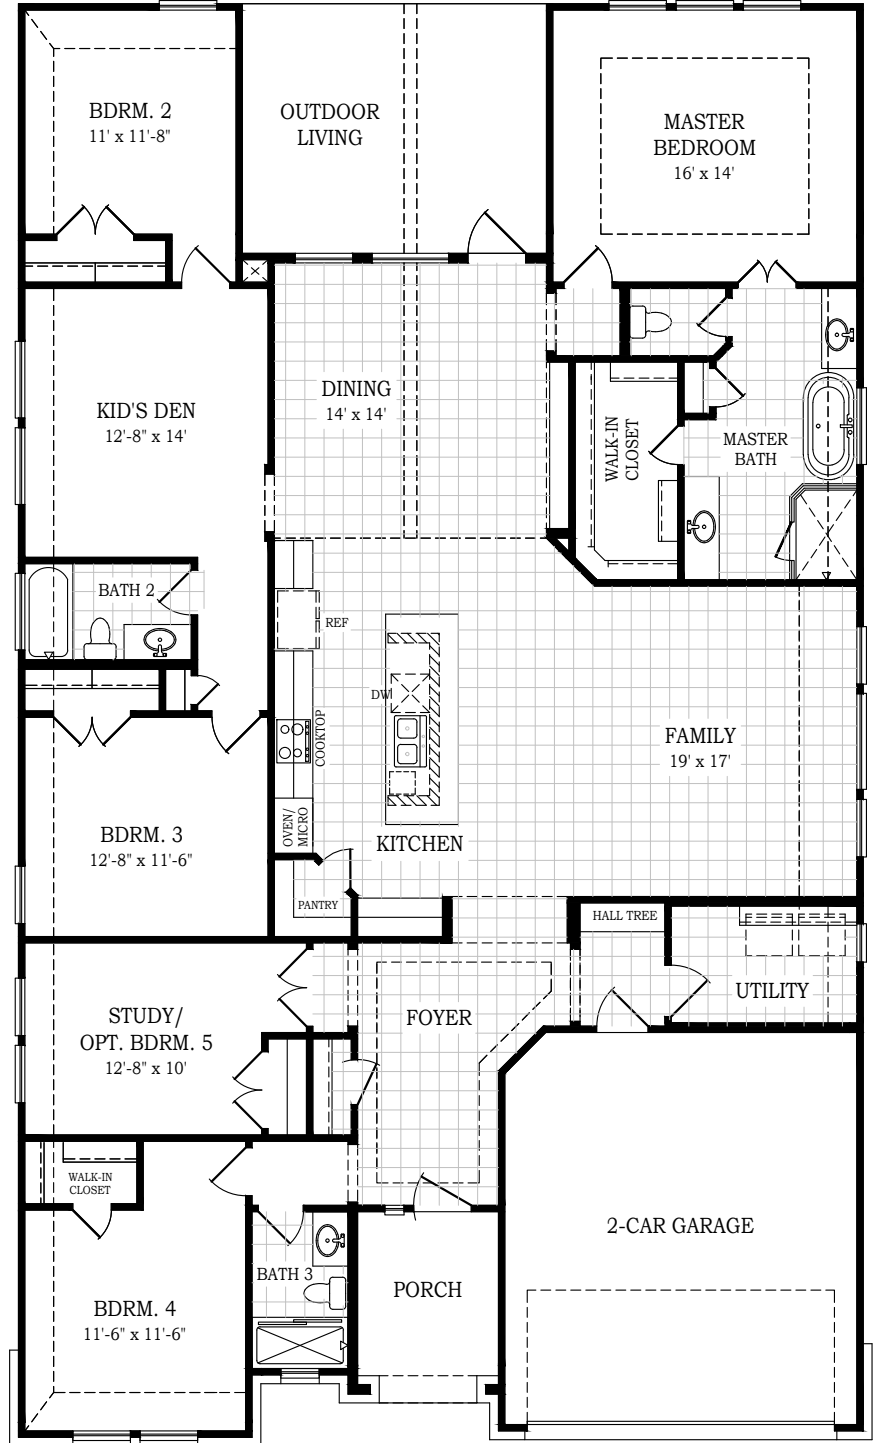 BDRM. 2
11' x 11'-8"
OUTDOOR
LIVING
MASTER
BEDROOM
16' x 14'
KID'S DEN
12'-8" x 14'
DINING
14' x 14'
WALK-IN
CLOSET
MASTER
BATH
BATH 2
REF
DW
COOKTOP
OVEN/
MICRO
KITCHEN
FAMILY
19' x 17'
BDRM. 3
12'-8" x 11'-6"
PANTRY
HALL TREE
UTILITY
STUDY/
OPT. BDRM. 5
12'-8" x 10'
FOYER
WALK-IN
CLOSET
BDRM. 4
11'-6" x 11'-6"
BATH 3
PORCH
2-CAR GARAGE